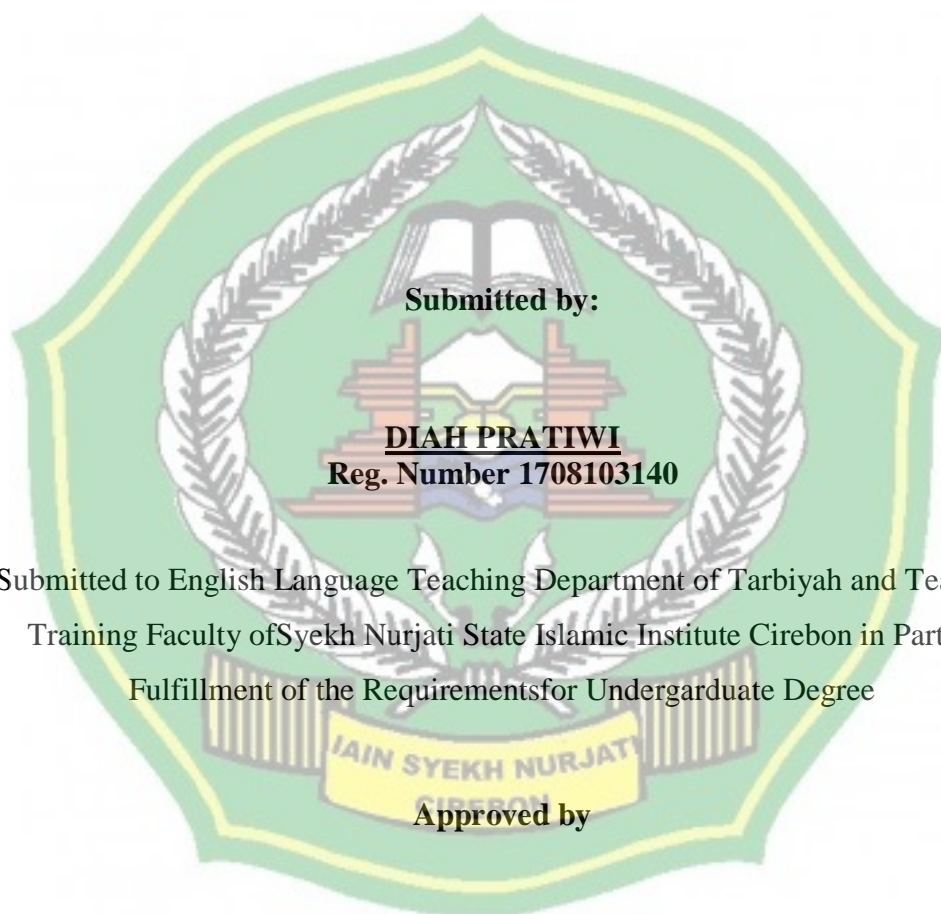 Submitted by:
DIAH PRATIWI
Reg. Number 1708103140
Submitted to English Language Teaching Department of Tarbiyah and Tea
Training Faculty ofSyekh Nurjati State Islamic Institute Cirebon in Part
Fulfillment of the Requirementsfor Undergarduate Degree
IAIN SYEKH NURJATI
CIREBON
Approved by